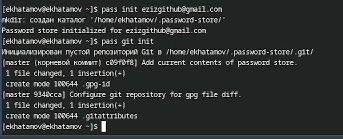 [ekhatamov@ekhatamov ~]$ pass init ezizgithub@gmail.com
mkdir: создан каталог '/home/ekhatamov/.password-store/'
Password store initialized for ezizgithub@gmail.com
[ekhatamov@ekhatamov ~]$ pass git init
Инициализирован пустой репозиторий Git в /home/ekhatamov/.password-store/.git/
[master (корневой коммит) c09f0f8] Add current contents of password store.
 1 file changed, 1 insertion(+)
 create mode 100644 .gpg-id
[master 9340cca] Configure git repository for gpg file diff.
 1 file changed, 1 insertion(+)
 create mode 100644 .gitattributes
[ekhatamov@ekhatamov ~]$